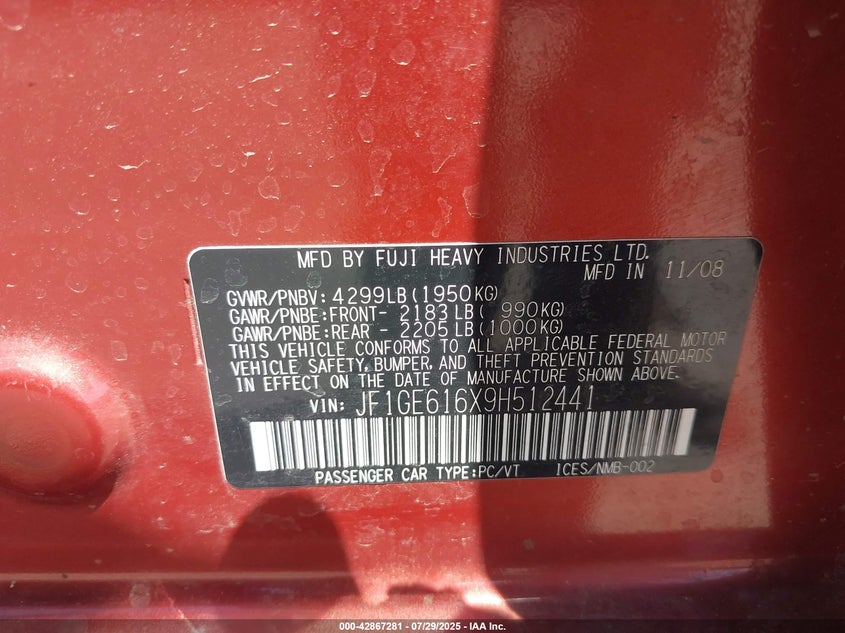 MFD BY FUJI HEAVY INDUSTRIES LTD.
MFD IN 11/08
GVWR/PNBV: 4299LB(1950KG)
GAWR/PNBE:FRONT- 2183LB( 990KG)
GAWR/PNBE:REAR - 2205LB(1000KG)
THIS VEHICLE CONFORMS TO ALL APPLICABLE FEDERAL MOTOR
VEHICLE SAFETY, BUMPER, AND THEFT PREVENTION STANDARDS
IN EFFECT ON THE DATE OF MANUFACTURE SHOWN ABOVE.
VIN: JF1GE616X9H512441
PASSENGER CAR TYPE:PC/VT ICES/NMB-002
000-42867281 | 07/29/2025 - IAA Inc.